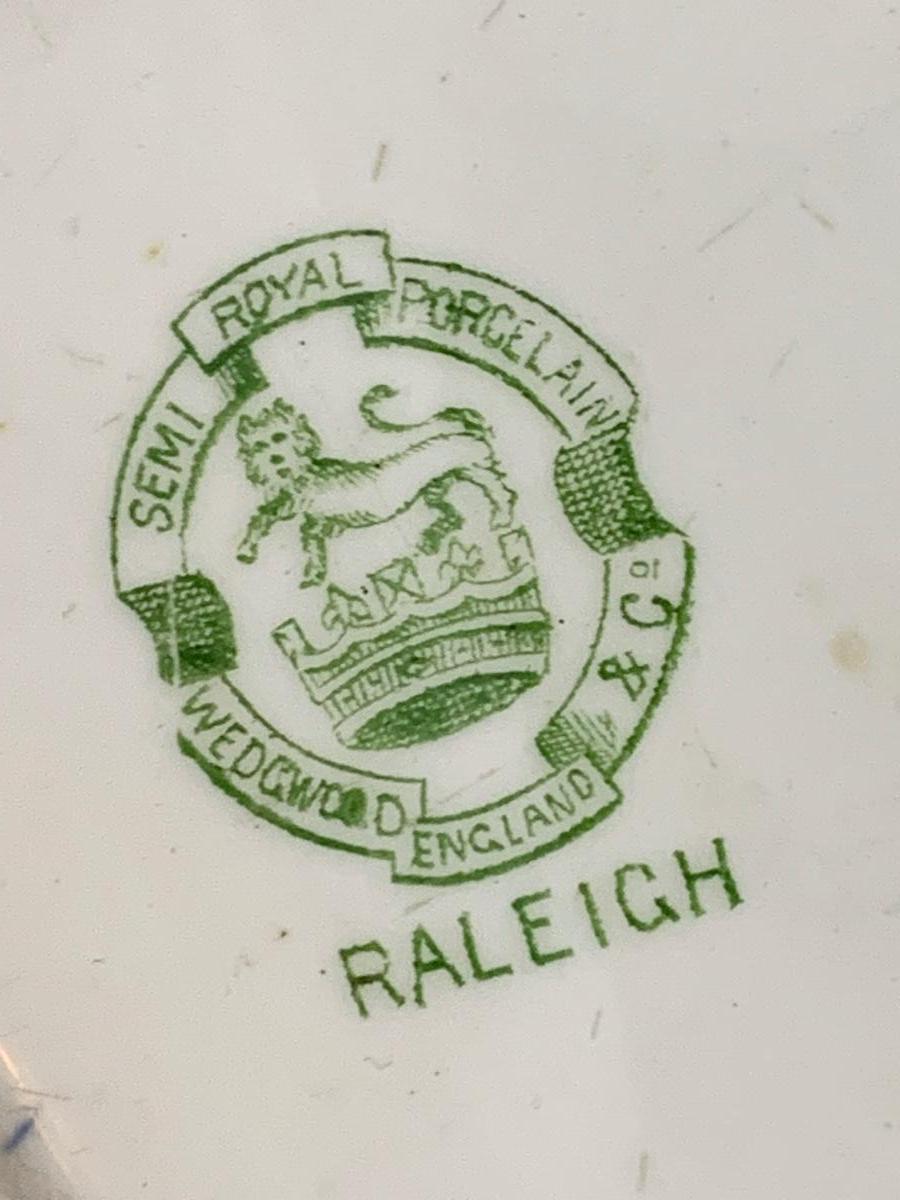 SEMI
ROYAL
PORCELAIN
WEDGWOOD
& Co
ENGLAND
RALEIGH